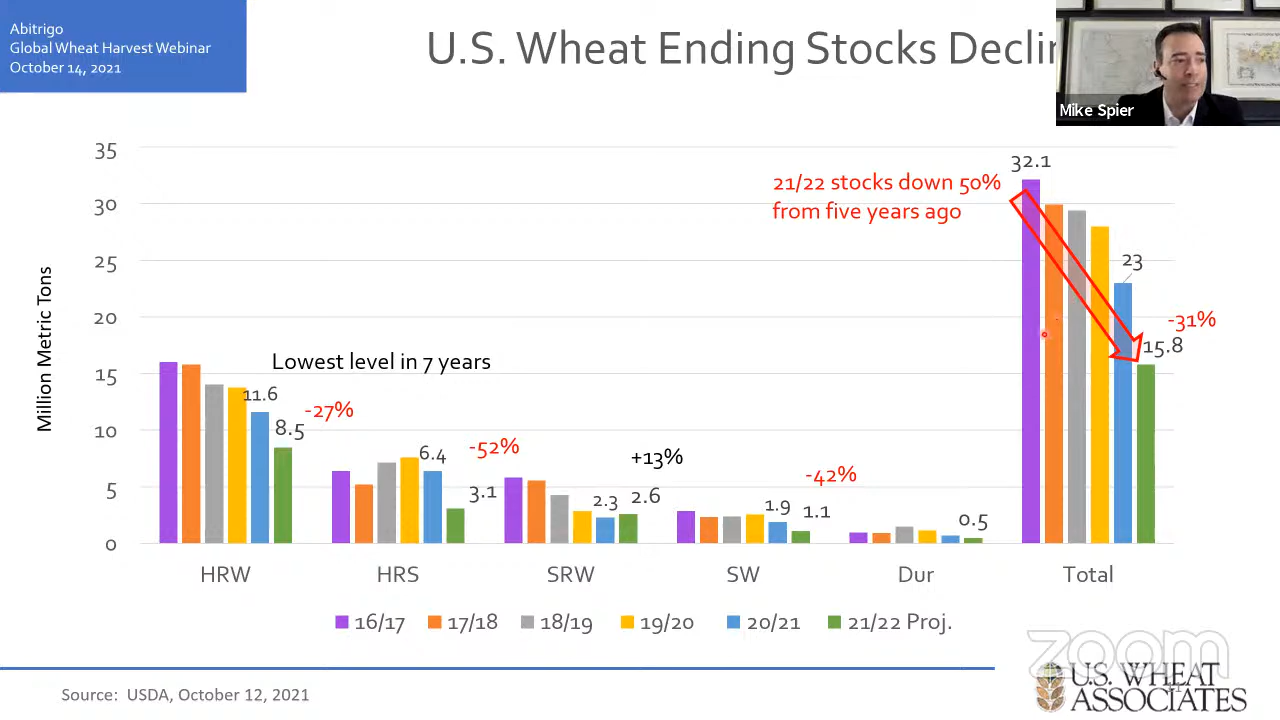 Abitrigo
Global Wheat Harvest Webinar
October 14, 2021
U.S. Wheat Ending Stocks
Mike Spier
35
30
25
20
15
10
5
0
Million Metric Tons
32.1
21/22 stocks down 50%
from five years ago
23
-31%
15.8
Lowest level in 7 years
11.6
-27%
8.5
6.4
-52%
3.1
+13%
2.3
2.6
-42%
1.9
1.1
0.5
HRW HRS SRW SW Dur Total
16/17 17/18 18/19 19/20 20/21 21/22 Proj.
Source: USDA, October 12, 2021
zoom
U.S. WHEAT
ASSOCIATES